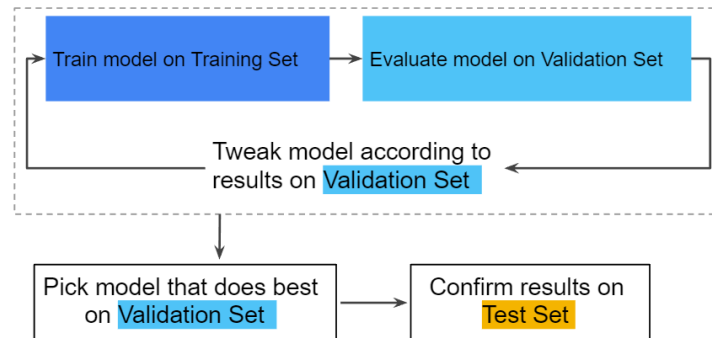 Train model on Training Set
Evaluate model on Validation Set
Tweak model according to
results on Validation Set
Pick model that does best
on Validation Set
Confirm results on
Test Set